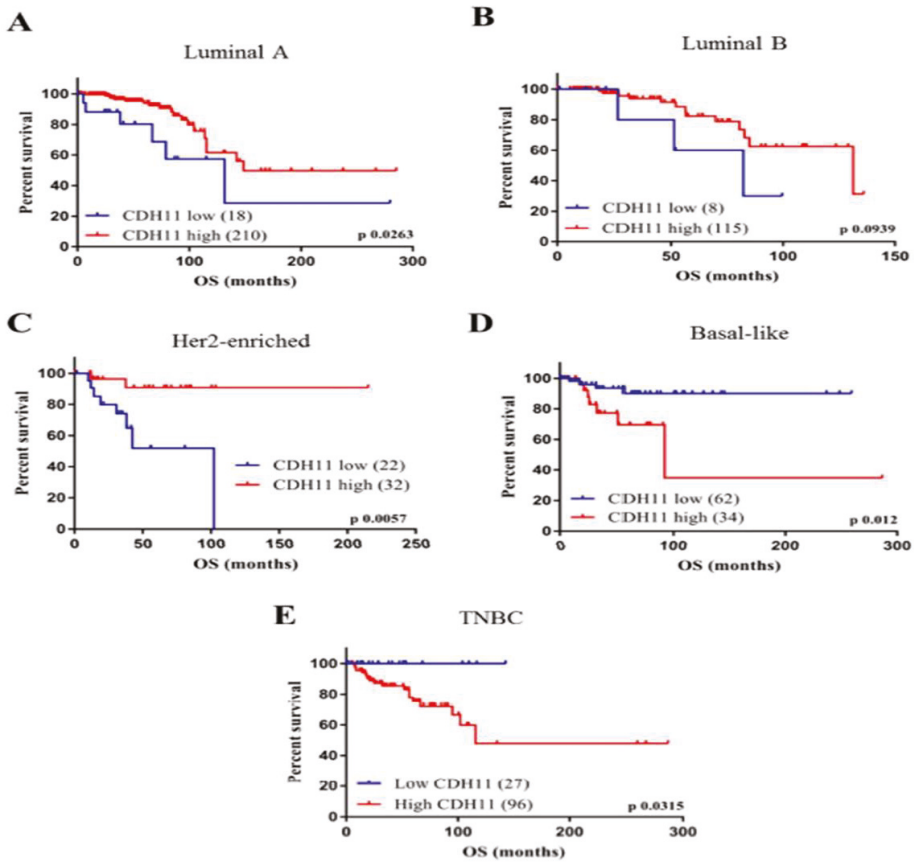 A
Luminal A
Percent survival
100
80
60
40
20
0
CDH11 low (18)
CDH11 high (210)
p 0.0263
0
100
200
300
OS (months)
B
Luminal B
Percent survival
100
80
60
40
20
0
CDH11 low (8)
CDH11 high (115)
p 0.0939
0
50
100
150
OS (months)
C
Her2-enriched
Percent survival
100
80
60
40
20
0
CDH11 low (22)
CDH11 high (32)
p 0.0057
0
50
100
150
200
250
OS (months)
D
Basal-like
Percent survival
100
80
60
40
20
0
CDH11 low (62)
CDH11 high (34)
p 0.012
0
100
200
300
OS (months)
E
TNBC
Percent survival
100
80
60
40
20
0
Low CDH11 (27)
High CDH11 (96)
p 0.0315
0
100
200
300
OS (months)